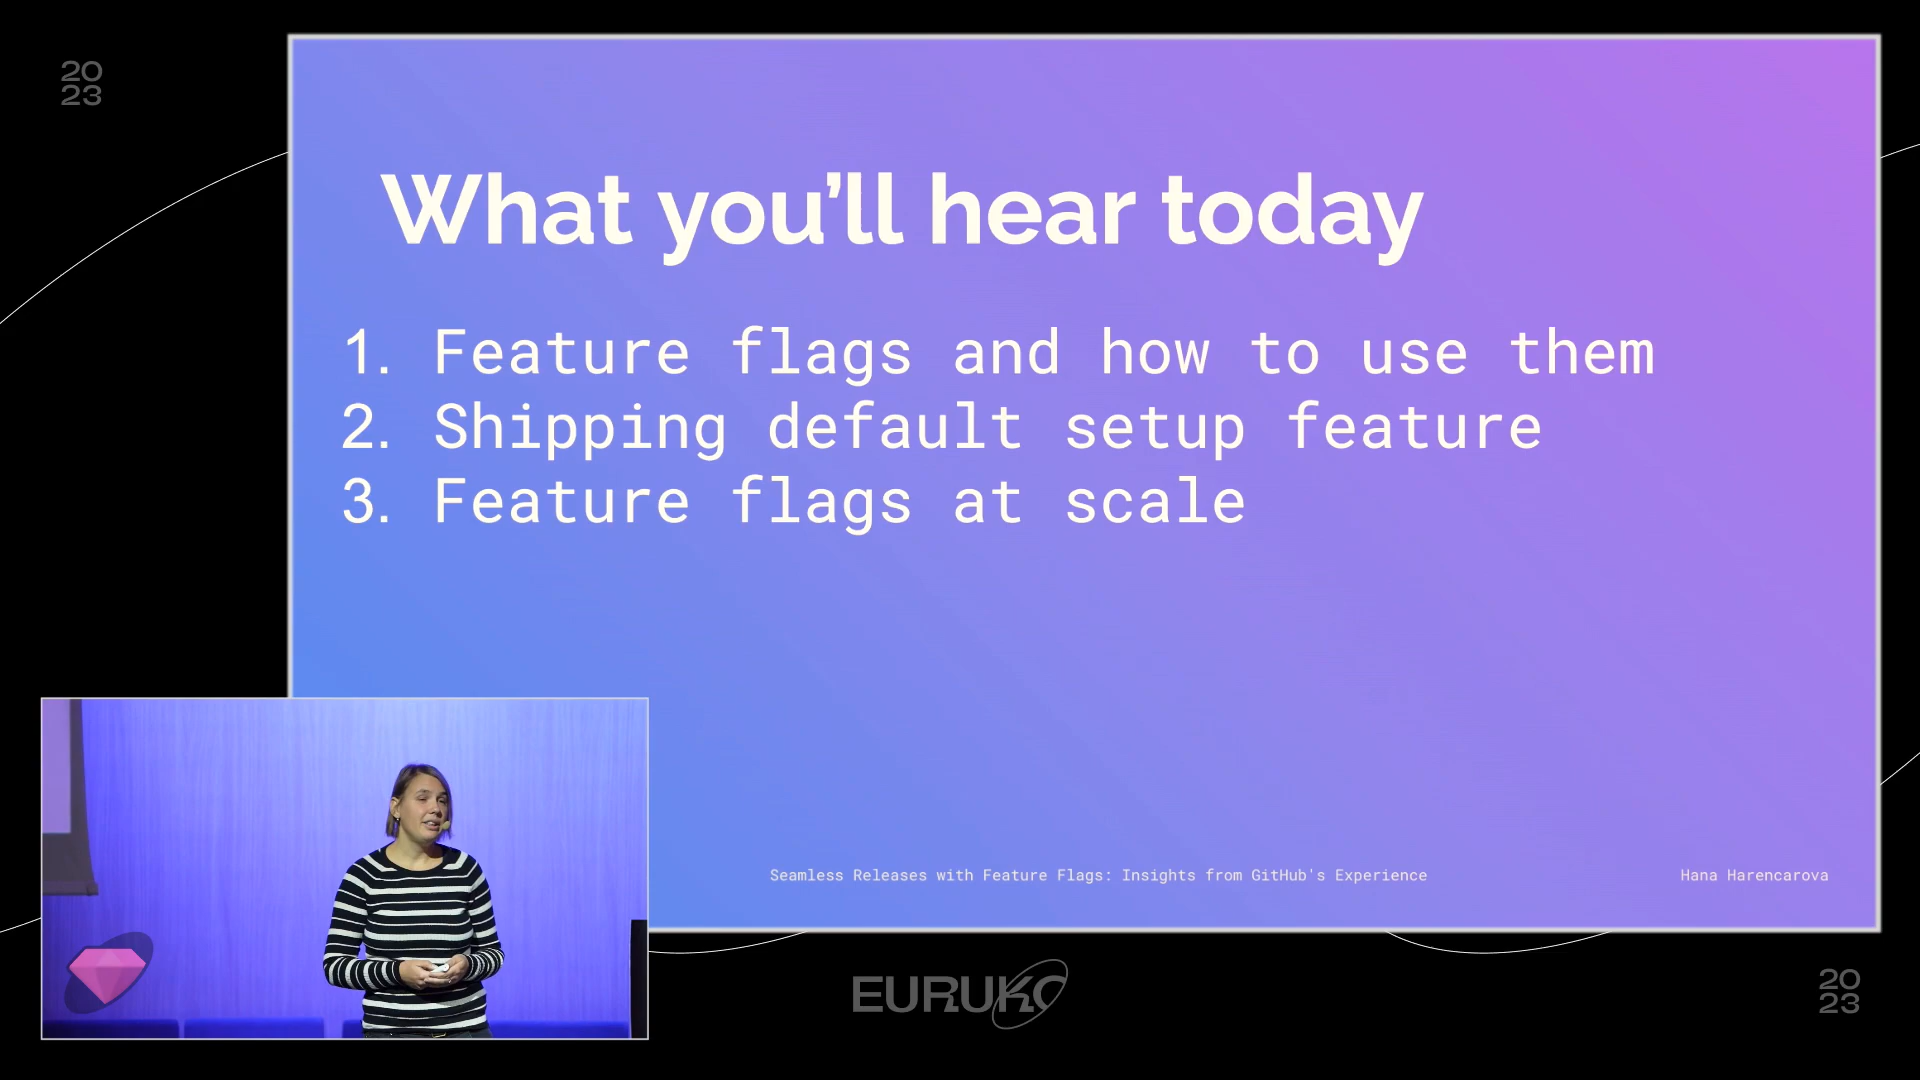 20
23
What you’ll hear today
1. Feature flags and how to use them
2. Shipping default setup feature
3. Feature flags at scale
Seamless Releases with Feature Flags: Insights from GitHub's Experience
Hana Harencarova
EURUKO
20
23